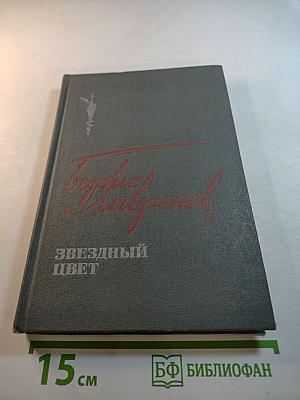 Борис
Лавренев
ЗВЕЗДНЫЙ
ЦВЕТ
15 см
БФ БИБЛИОФАН